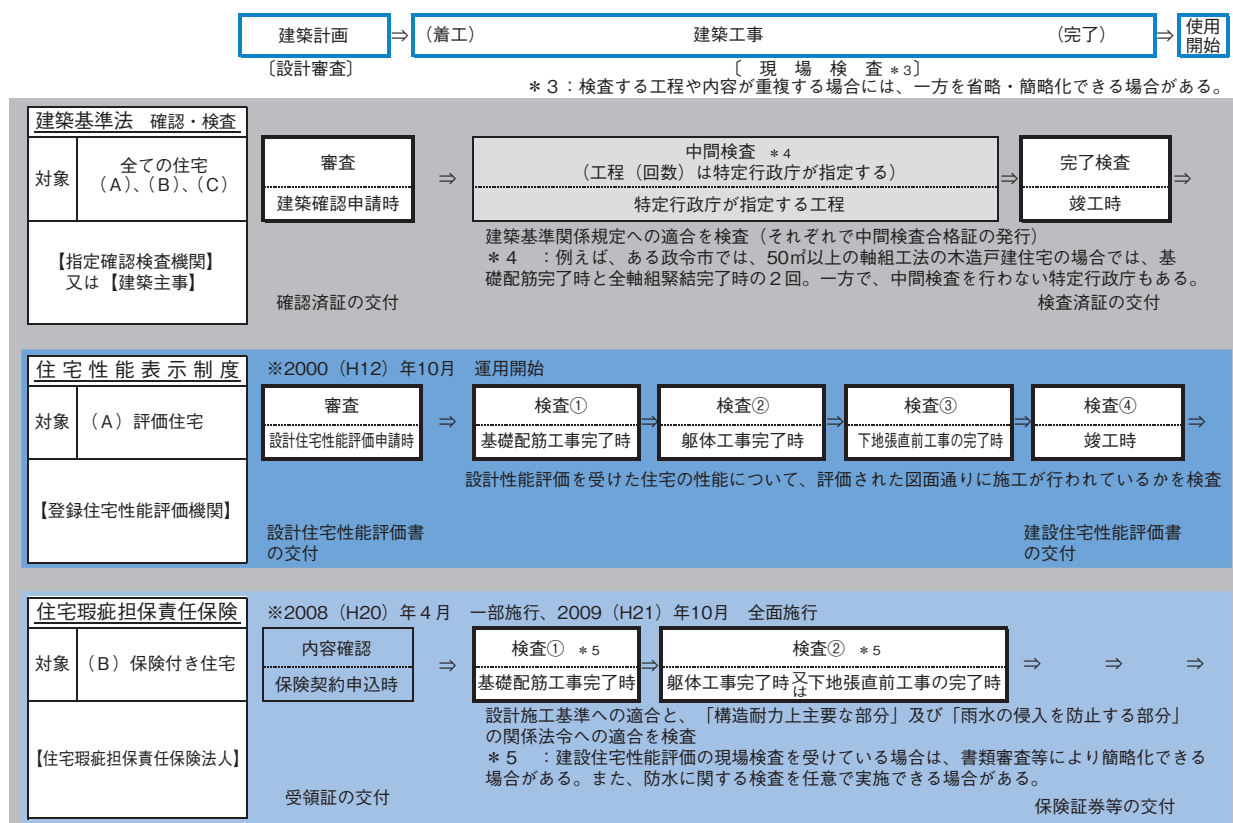 建築計画 ⇒ （着工） 建築工事 （完了） ⇒ 使用開始
〔設計審査〕 〔現場検査＊3〕
＊３：検査する工程や内容が重複する場合には、一方を省略・簡略化できる場合がある。
建築基準法 確認・検査
対象 全ての住宅
（A）、（B）、（C）
【指定確認検査機関】
又は【建築主事】
審査 ⇒ 中間検査 ＊4
（工程（回数）は特定行政庁が指定する） ⇒ 完了検査 ⇒
建築確認申請時 特定行政庁が指定する工程 竣工時
建築基準関係規定への適合を検査（それぞれで中間検査合格証の発行）
＊４ ：例えば、ある政令市では、50㎡以上の軸組工法の木造戸建住宅の場合では、基
礎配筋完了時と全軸組緊結完了時の２回。一方で、中間検査を行わない特定行政庁もある。
確認済証の交付 検査済証の交付
住宅性能表示制度
※2000（H12）年10月 運用開始
対象 （A）評価住宅
【登録住宅性能評価機関】
審査 ⇒ 検査① ⇒ 検査② ⇒ 検査③ ⇒ 検査④ ⇒
設計住宅性能評価申請時 基礎配筋工事完了時 躯体工事完了時 下地張直前工事の完了時 竣工時
設計性能評価を受けた住宅の性能について、評価された図面通りに施工が行われているかを検査
設計住宅性能評価書
の交付
建設住宅性能評価書
の交付
住宅瑕疵担保責任保険
※2008（H20）年４月 一部施行、2009（H21）年10月 全面施行
対象 （B）保険付き住宅
【住宅瑕疵担保責任保険法人】
内容確認 ⇒ 検査① ＊5 ⇒ 検査② ＊5 ⇒ ⇒ ⇒
保険契約申込時 基礎配筋工事完了時 躯体工事完了時又は下地張直前工事の完了時
設計施工基準への適合と、「構造耐力上主要な部分」及び「雨水の侵入を防止する部分」
の関係法令への適合を検査
＊５ ：建設住宅性能評価の現場検査を受けている場合は、書類審査等により簡略化できる
場合がある。また、防水に関する検査を任意で実施できる場合がある。
受領証の交付 保険証券等の交付